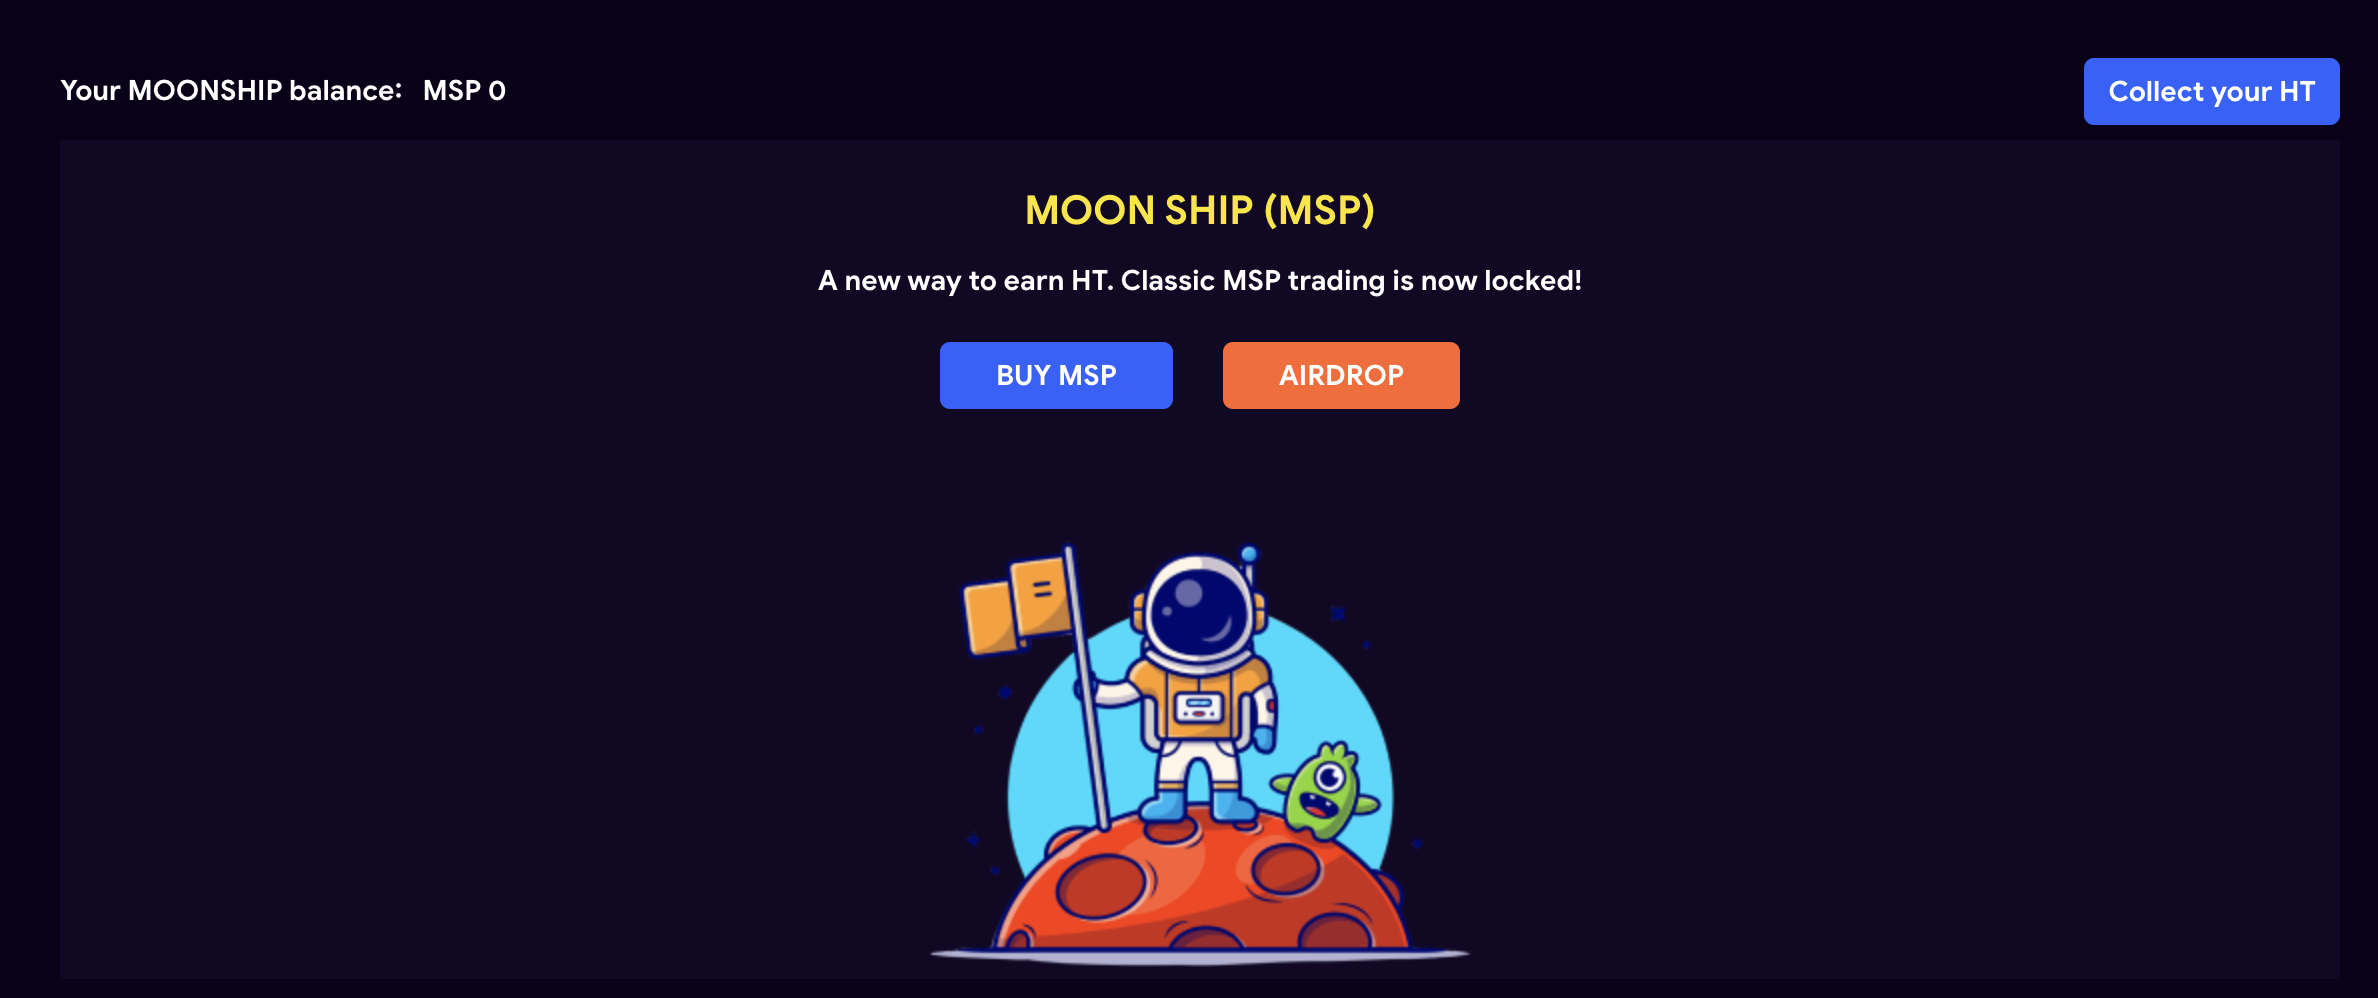 Your MOONSHIP balance: MSP 0
Collect your HT
MOON SHIP (MSP)
A new way to earn HT. Classic MSP trading is now locked!
BUY MSP
AIRDROP